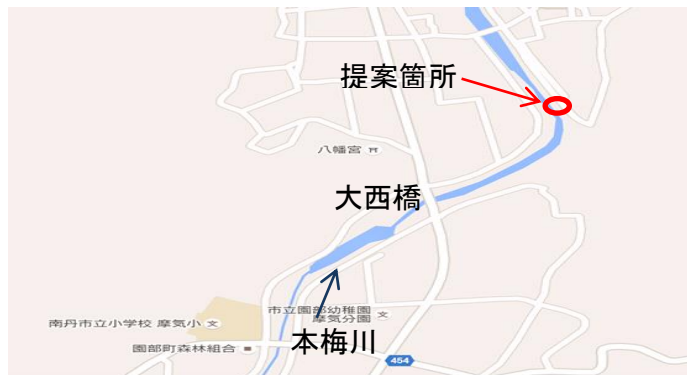 提案箇所
八幡宮
大西橋
市立園部幼稚園
摩気分園
南丹市立小学校 摩気小
本梅川
園部町森林組合
454